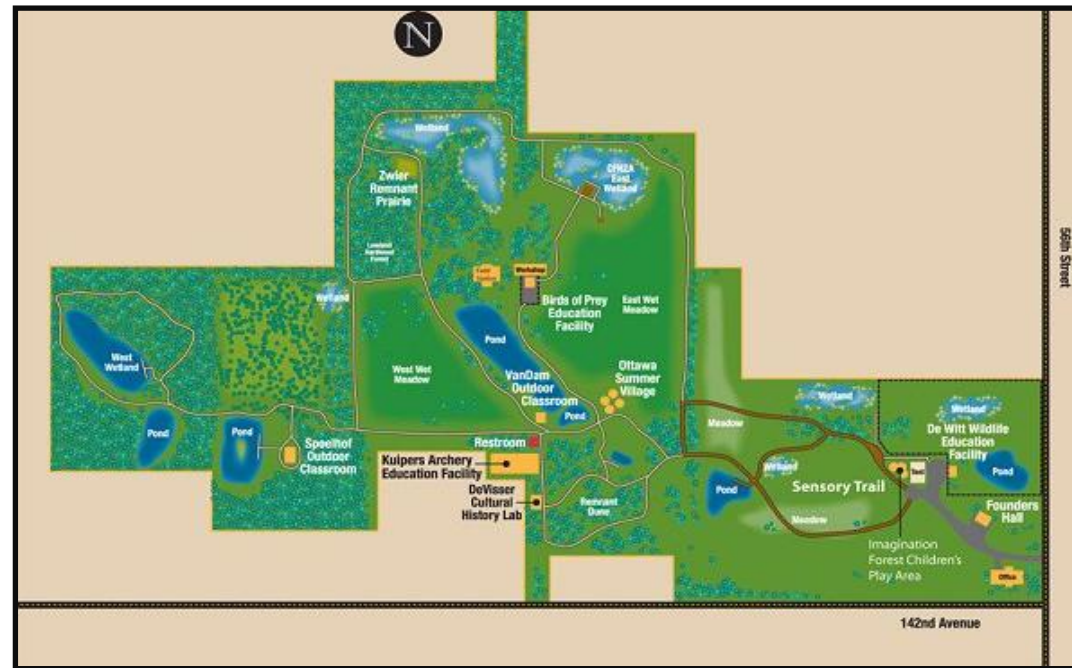 N
Wetland
CFNZA
East
Wetland
Zwier
Remnant
Prairie
Lowland
Hardwood
Forest
Workshop
Wetland
Birds of Prey
Education
Facility
East Wet
Meadow
56th Street
Pond
West
Wetland
West Wet
Meadow
VanDam
Outdoor
Classroom
Ottawa
Summer
Village
Pond
Wetland
Wetland
Meadow
De Witt Wildlife
Education
Facility
Pond
Pond
Spoelhof
Outdoor
Classroom
Restroom
Kuipers Archery
Education Facility
DeVisser
Cultural
History Lab
Remnant
Dune
Wetland
Pond
Sensory Trail
Tent
Pond
Meadow
Founders
Hall
Imagination
Forest Children's
Play Area
Office
142nd Avenue